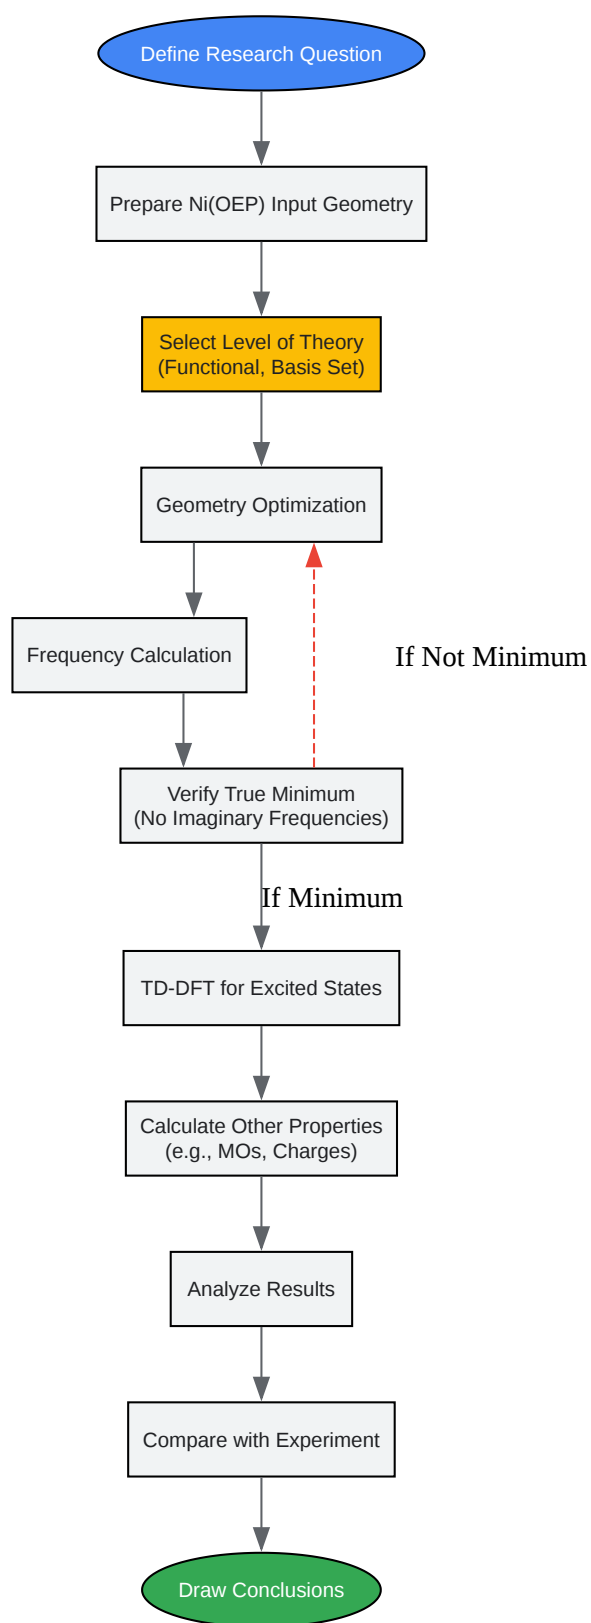 Define Research Question
Prepare Ni(OEP) Input Geometry
Select Level of Theory
(Functional, Basis Set)
Geometry Optimization
Frequency Calculation
If Not Minimum
Verify True Minimum
(No Imaginary Frequencies)
If Minimum
TD-DFT for Excited States
Calculate Other Properties
(e.g., MOs, Charges)
Analyze Results
Compare with Experiment
Draw Conclusions